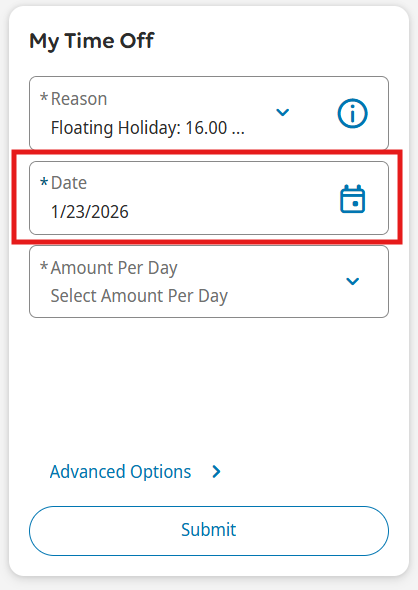 My Time Off
*Reason
Floating Holiday: 16.00 ...
*Date
1/23/2026
*Amount Per Day
Select Amount Per Day
Advanced Options
Submit